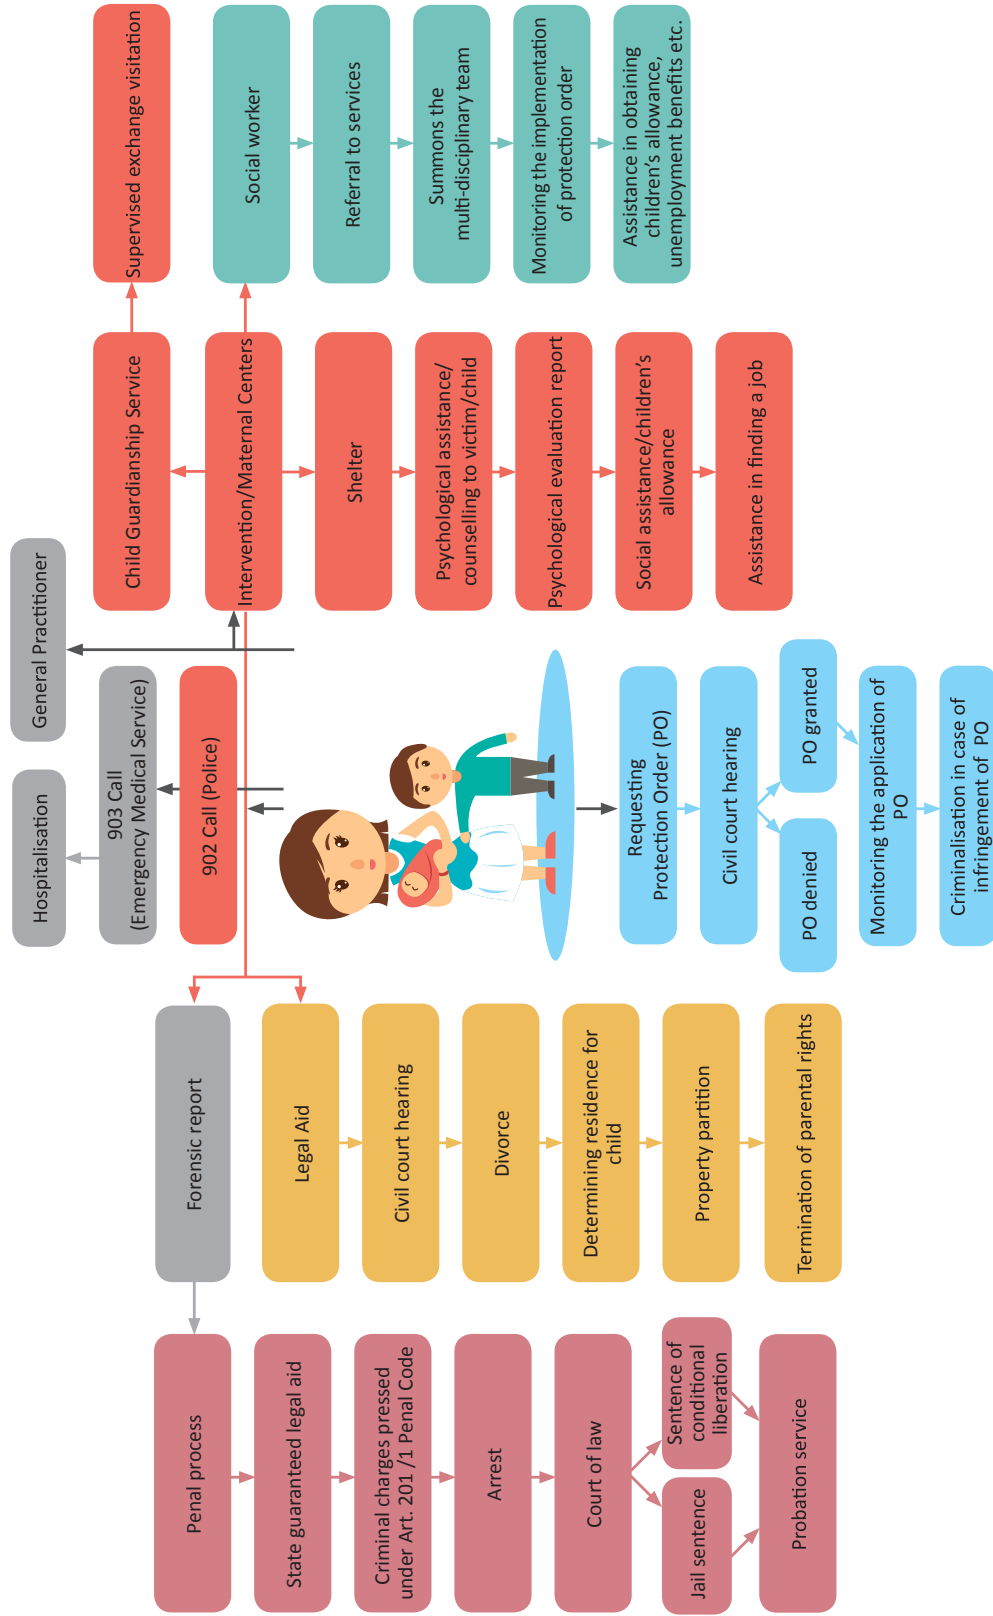 Penal process
State guaranteed legal aid
Criminal charges pressed
under Art. 201 /1 Penal Code
Arrest
Court of law
Jail sentence
Sentence of
conditional
liberation
Probation service
Forensic report
Legal Aid
Civil court hearing
Divorce
Determining residence for
child
Property partition
Termination of parental rights
Hospitalisation
903 Call
(Emergency Medical Service)
902 Call (Police)
General Practitioner
Requesting
Protection Order (PO)
Civil court hearing
PO denied
PO granted
Monitoring the application of
PO
Criminalisation in case of
infringement of PO
Child Guardianship Service
Intervention/Maternal Centers
Shelter
Psychological assistance/
counselling to victim/child
Psychological evaluation report
Social assistance/children's
allowance
Assistance in finding a job
Supervised exchange visitation
Social worker
Referral to services
Summons the
multi-disciplinary team
Monitoring the implementation
of protection order
Assistance in obtaining
children's allowance,
unemployment benefits etc.